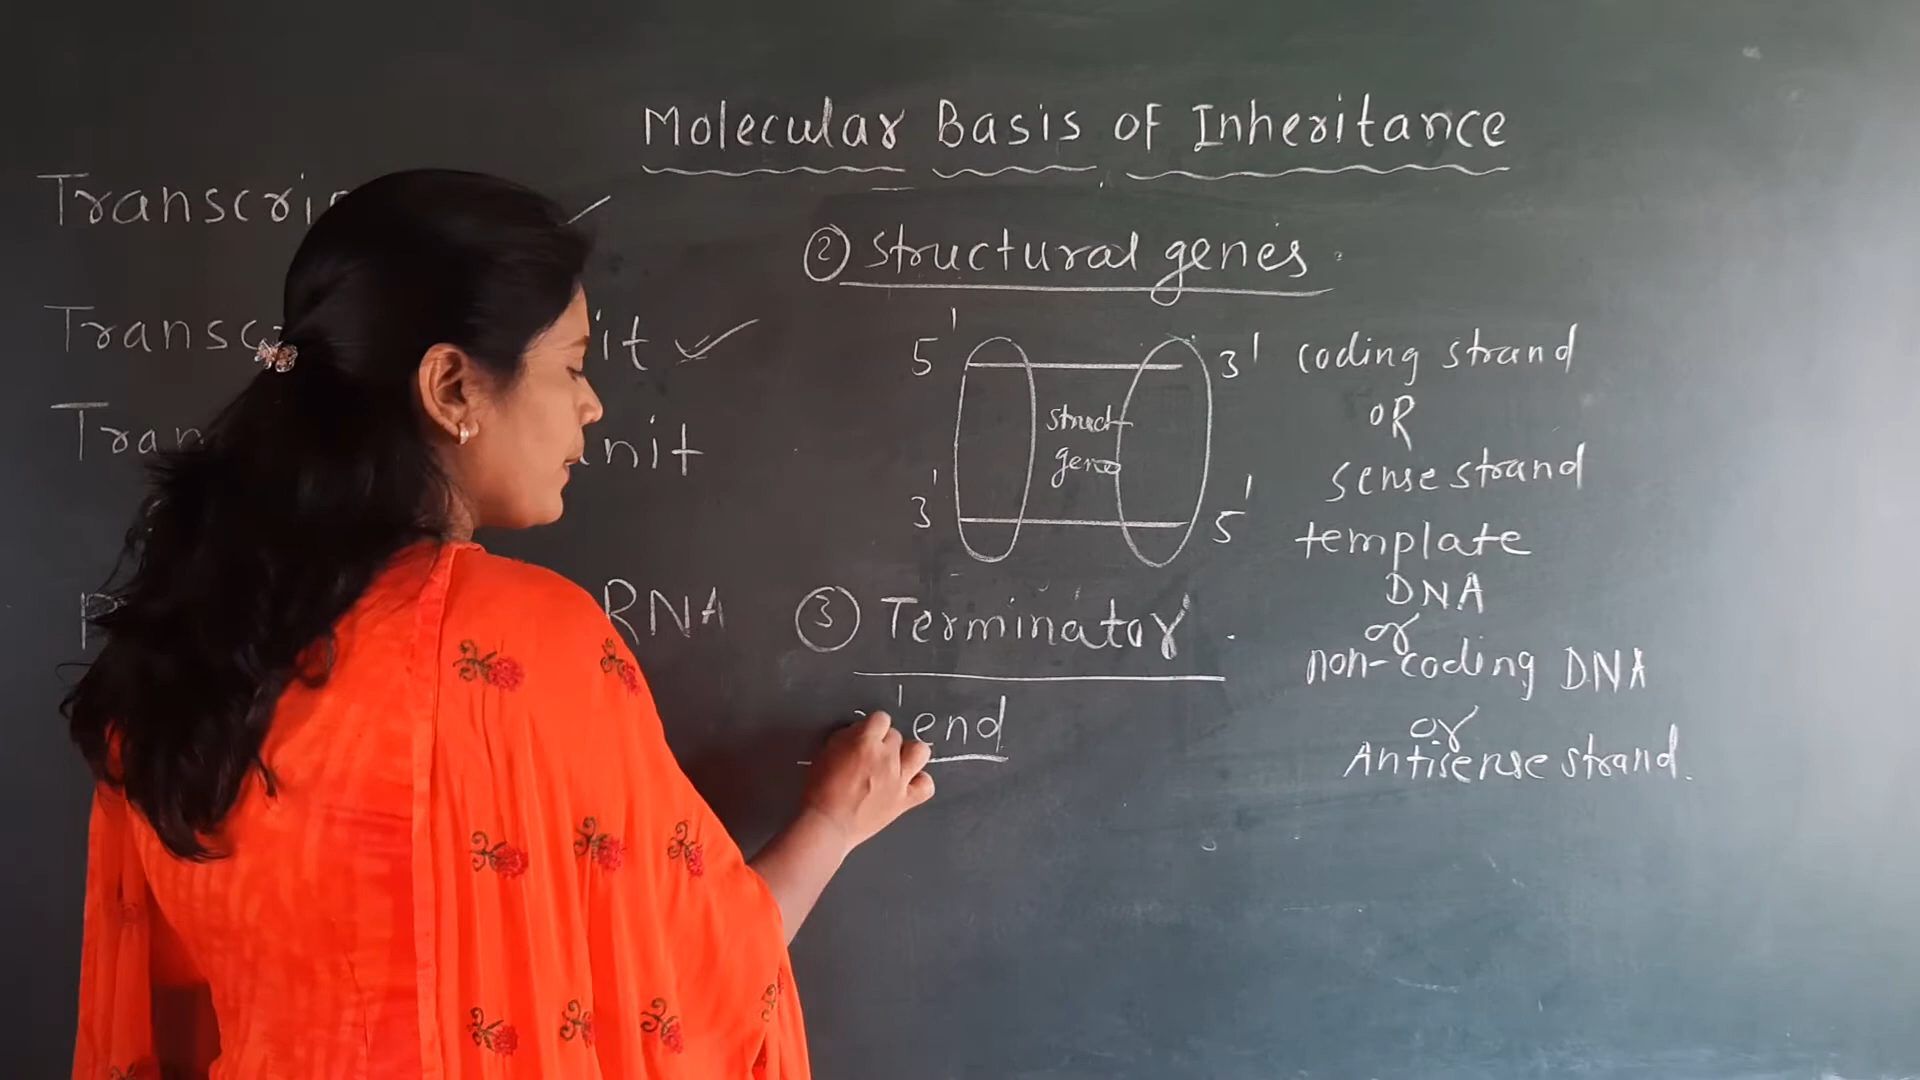 Molecular Basis of Inheritance
Transcri
② structural genes
Transc it
5' 3' coding strand
OR
struct
gene
nit
sense strand
3' 5'
template
DNA
RNA
③ Terminator
or
non-coding DNA
' end
or
Antisense strand.